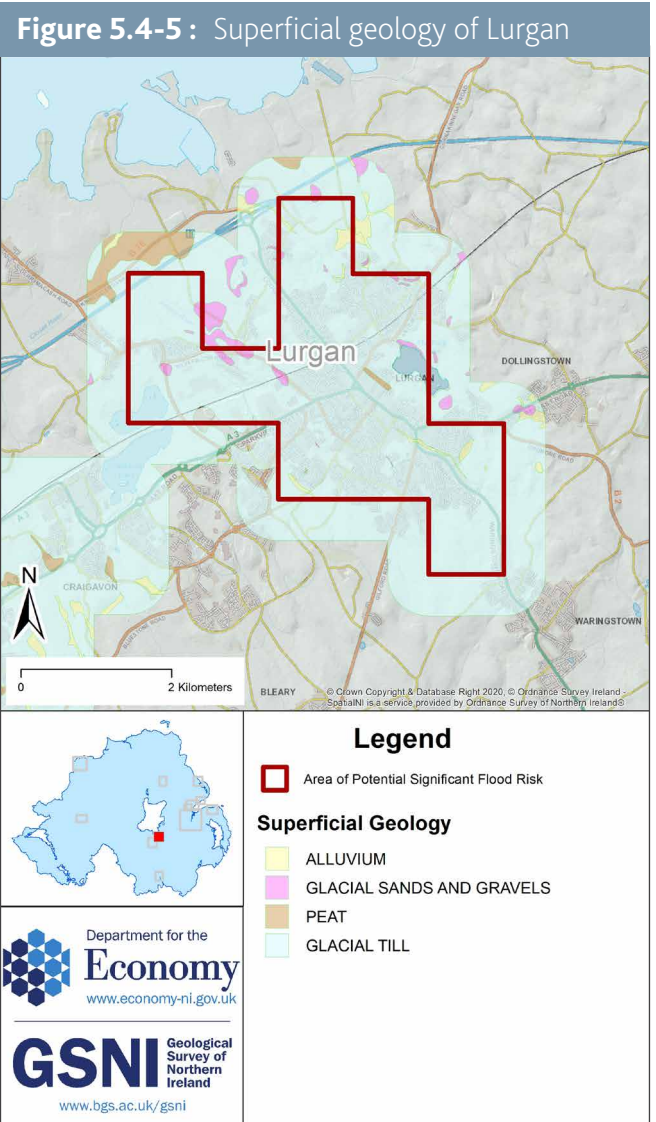 Figure 5.4-5 : Superficial geology of Lurgan
Lurgan
LURGAN
DOLLINGSTOWN
A 3
B 2
CRAIGAVON
WARINGSTOWN
BLEARY
N
0 2 Kilometers
© Crown Copyright & Database Right 2020, © Ordnance Survey Ireland -
SpatialNI is a service provided by Ordnance Survey of Northern Ireland®
Legend
Area of Potential Significant Flood Risk
Superficial Geology
ALLUVIUM
GLACIAL SANDS AND GRAVELS
PEAT
GLACIAL TILL
Department for the
Economy
www.economy-ni.gov.uk
GSNI
Geological
Survey of
Northern
Ireland
www.bgs.ac.uk/gsni